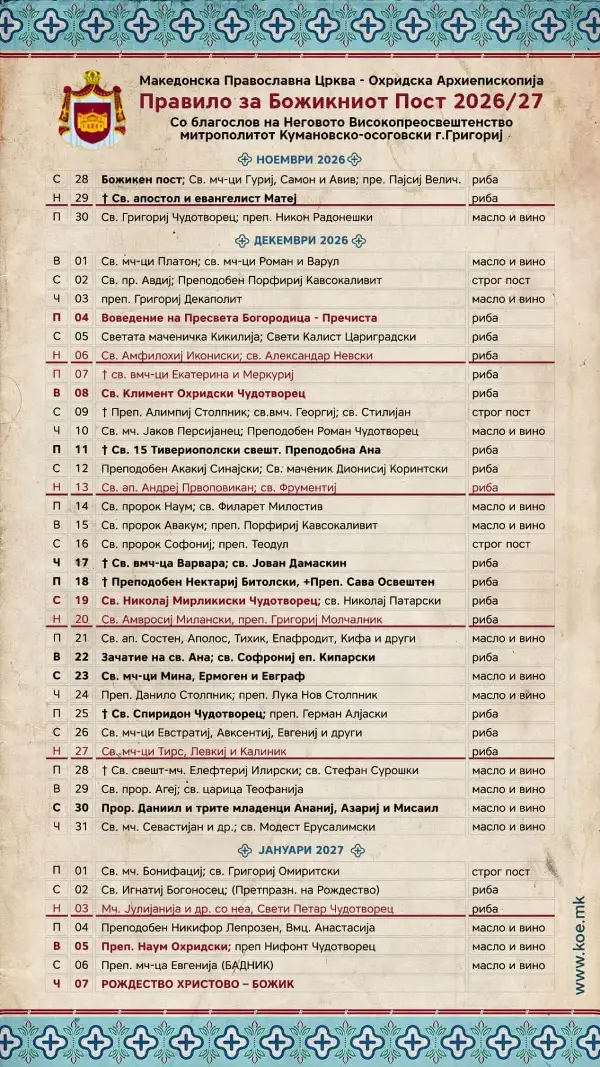 Македонска Православна Црква - Охридска Архиепископија
Правило за Божикниот Пост 2026/27
Со благослов на Неговото Високопреосвештенство
митрополитот Кумановско-осоговски г.Григориј
НОЕМВРИ 2026
С 28 Божикен пост; Св. мч-ци Гуриј, Самон и Авив; пре. Пајсиј Велич. риба
Н 29 † Св. апостол и евангелист Матеј риба
П 30 Св. Григориј Чудотворец; преп. Никон Радонешки масло и вино
ДЕКЕМВРИ 2026
В 01 Св. мч-ци Платон; св. мч-ци Роман и Варул масло и вино
С 02 Св. пр. Авдиј; Преподобен Порфириј Кавсокаливит строг пост
Ч 03 преп. Григориј Декаполит масло и вино
П 04 Воведение на Пресвета Богородица - Пречиста риба
С 05 Светата маченичка Кикилија; Свети Калист Цариградски риба
Н 06 Св. Амфилохиј Икониски; св. Александар Невски риба
П 07 † св. вмч-ци Екатерина и Меркуриј риба
В 08 Св. Климент Охридски Чудотворец риба
С 09 † Преп. Алимпиј Столпник; св.вмч. Георгиј; св. Стилијан строг пост
Ч 10 Св. мч. Јаков Персијанец; Преподобен Роман Чудотворец масло и вино
П 11 † Св. 15 Тивериополски свешт. Преподобна Ана риба
С 12 Преподобен Акакиј Синајски; Св. маченик Дионисиј Коринтски риба
Н 13 Св. ап. Андреј Првоповикан; св. Фрументиј риба
П 14 Св. пророк Наум; св. Филарет Милостив масло и вино
В 15 Св. пророк Авакум; преп. Порфириј Кавсокаливит масло и вино
С 16 Св. пророк Софониј; преп. Теодул строг пост
Ч 17 † Св. вмч-ца Варвара; св. Јован Дамаскин масло и вино
П 18 † Преподобен Нектариј Битолски, +Преп. Сава Освештен масло и вино
С 19 Св. Николај Мирликиски Чудотворец; св. Николај Патарски риба
Н 20 Св. Амвросиј Милански, преп. Григориј Молчалник риба
П 21 Св. ап. Состен, Аполос, Тихик, Епафродит, Кифа и други масло и вино
В 22 Зачатие на св. Ана; св. Софрониј еп. Кипарски риба
С 23 Св. мч-ци Мина, Ермоген и Евграф масло и вино
Ч 24 Преп. Данило Столпник; преп. Лука Нов Столпник масло и вино
П 25 † Св. Спиридон Чудотворец; преп. Герман Алјаски риба
С 26 Св. мч-ци Евстратиј, Авксентиј, Евгениј и други риба
Н 27 Св. мч-ци Тирс, Левкиј и Калиник риба
П 28 † Св. свешт-мч. Елефтериј Илирски; св. Стефан Сурошки масло и вино
В 29 Св. прор. Агеј; св. царица Теофанија масло и вино
С 30 Прор. Даниил и трите младенци Ананиј, Азариј и Мисаил масло и вино
Ч 31 Св. мч. Севастијан и др.; св. Модест Ерусалимски масло и вино
ЈАНУАРИ 2027
П 01 Св. мч. Бонифациј; св. Григориј Омиритски строг пост
С 02 Св. Игнатиј Богоносец; (Претпразн. на Рождество) риба
Н 03 Мч. Јулијанија и др. со неа, Свети Петар Чудотворец риба
П 04 Преподобен Никифор Лепрозен, Вмц. Анастасија масло и вино
В 05 Преп. Наум Охридски; преп Нифонт Чудотворец масло и вино
С 06 Преп. мч-ца Евгенија (БАДНИК) масло и вино
Ч 07 РОЖДЕСТВО ХРИСТОВО – БОЖИК
www.koe.mk